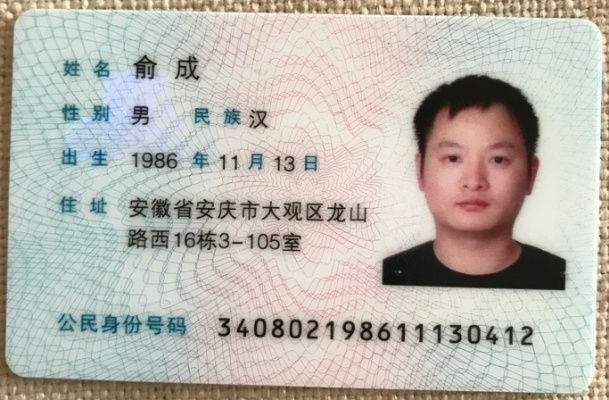 姓名 俞成
性别 男 民族 汉
出生 1986 年 11 月 13 日
住址 安徽省安庆市大观区龙山
路西16栋3-105室
公民身份号码 340802198611130412